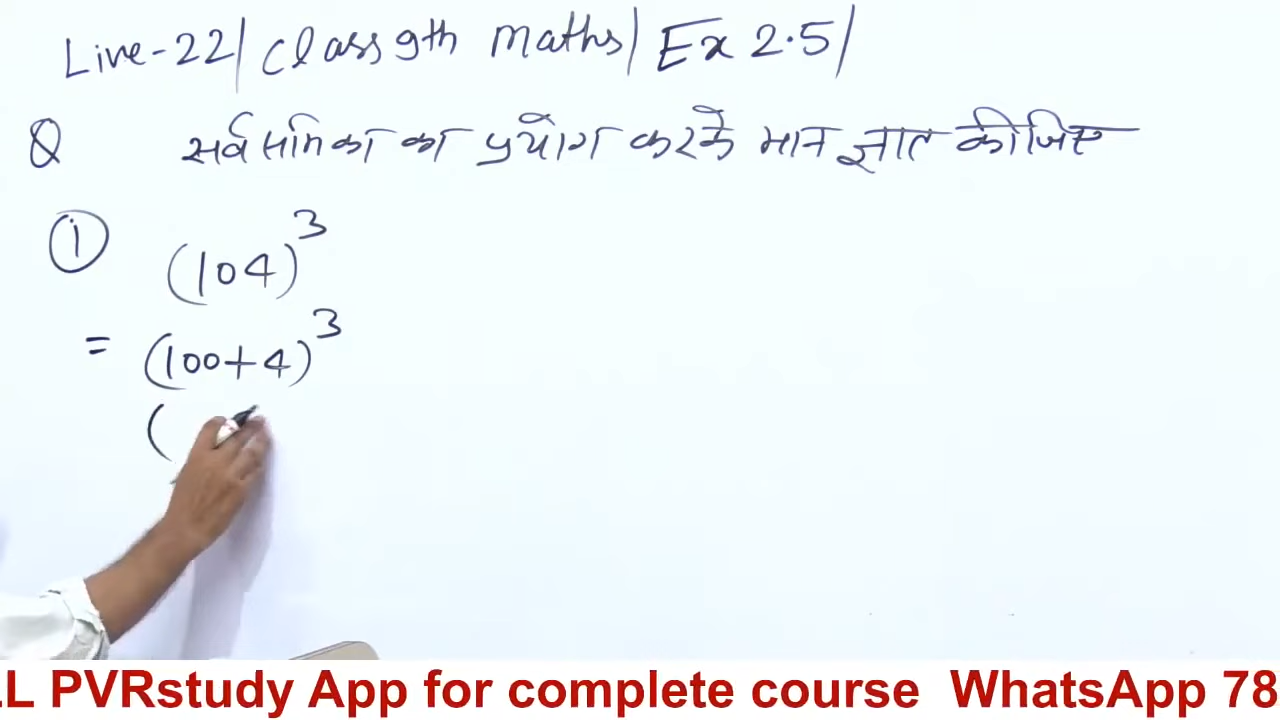 Live-22| Class 9th maths| Ex 2.5|
Q सर्वसमिका का प्रयोग करके मान ज्ञात कीजिए
① (104)³
= (100+4)³
(
LL PVRstudy App for complete course WhatsApp 78